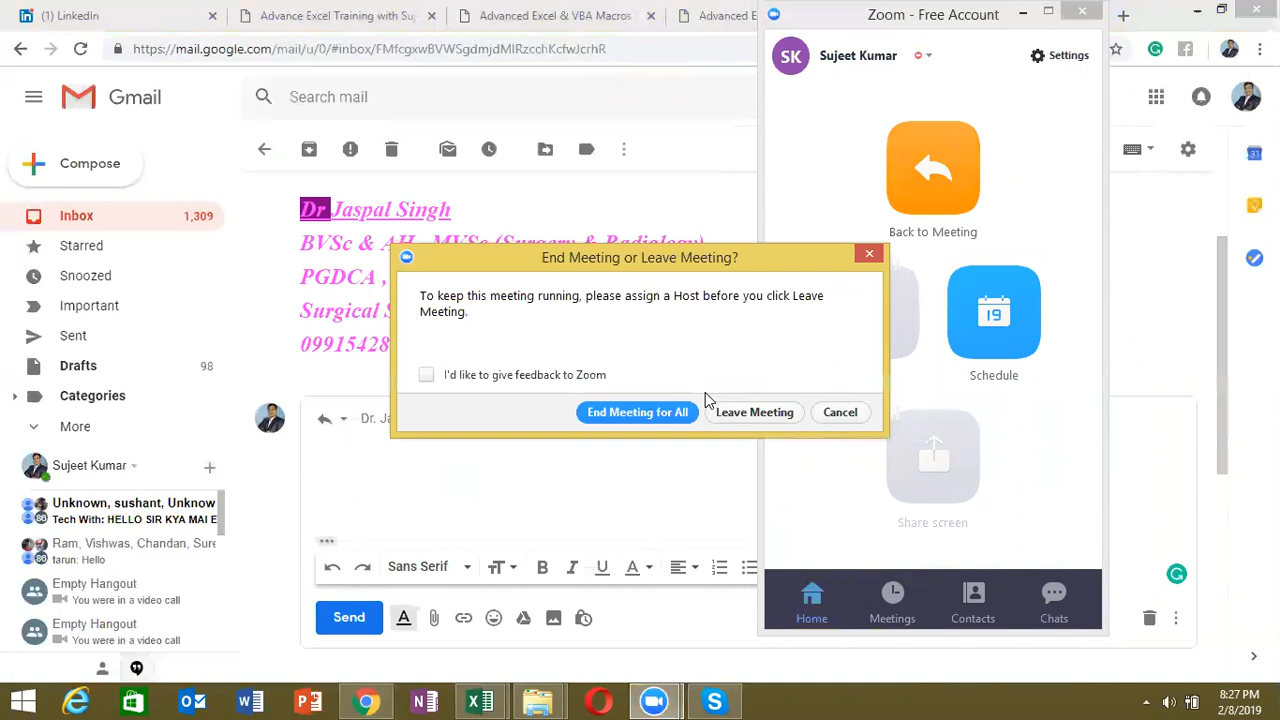 LinkedIn
Advance Excel Training with Suj
Advanced Excel & VBA Macros
Advanced E
Zoom - Free Account
https://mail.google.com/mail/u/0/#inbox/FMfcgxwBVWSgdmjdMlRzcchKcfwJcrhR
SK
Sujeet Kumar
Settings
Gmail
Search mail
Compose
Inbox 1,309
Starred
Snoozed
Important
Sent
Drafts 98
Categories
More
Dr Jaspal Singh
BVSc & AH, MVSc (Surgery & Radiology)
PGDCA ,
Surgical S
09915428
Back to Meeting
19
Schedule
Share screen
End Meeting or Leave Meeting?
To keep this meeting running, please assign a Host before you click Leave
Meeting.
I'd like to give feedback to Zoom
End Meeting for All
Leave Meeting
Cancel
Dr. Ja
Sujeet Kumar
Unknown, sushant, Unknow
Tech With: HELLO SIR KYA MAI E
Ram, Vishwas, Chandan, Sure
tarun: Hello
Empty Hangout
You were in a video call
Empty Hangout
You were in a video call
Sans Serif
Send
Home
Meetings
Contacts
Chats
8:27 PM
2/8/2019